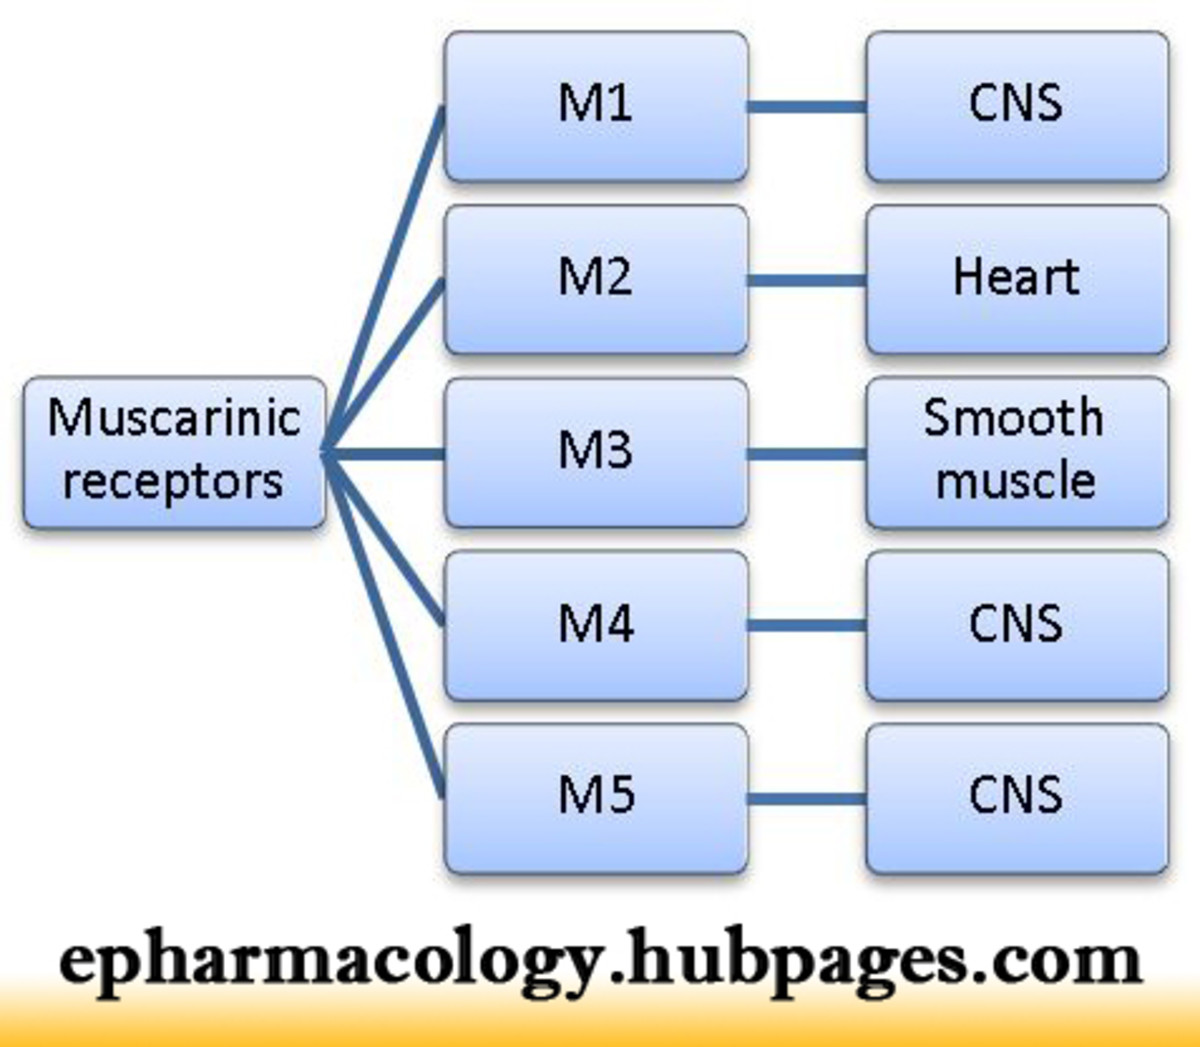 Muscarinic
receptors
M1
CNS
M2
Heart
M3
Smooth
muscle
M4
CNS
M5
CNS
epharmacology.hubpages.com